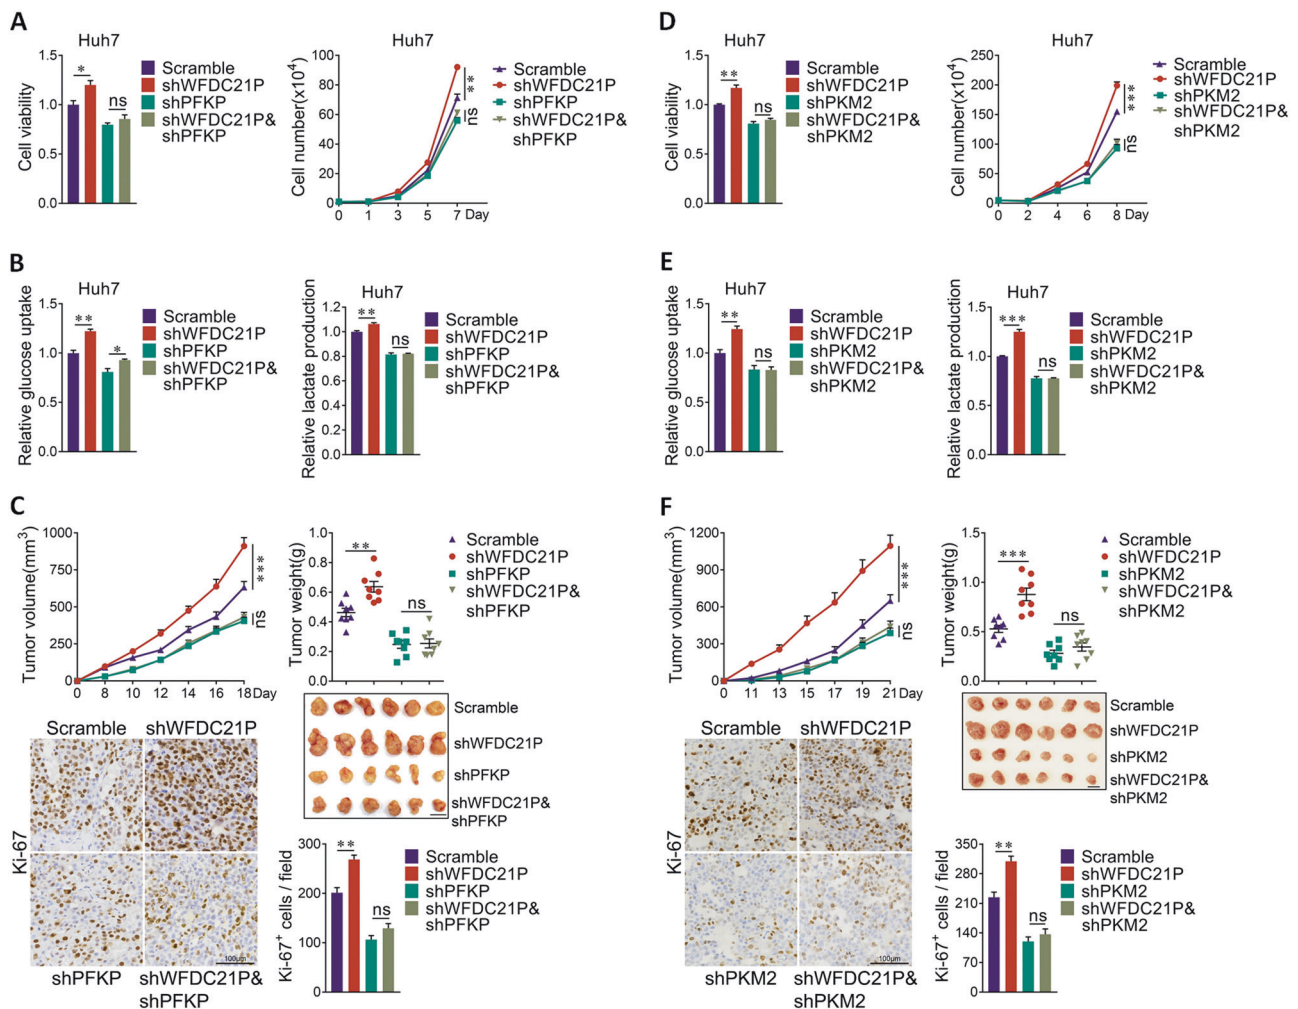 A
Huh7
Cell viability
1.5
1.0
0.5
0.0
*
ns
Scramble
shWFDC21P
shPFKP
shWFDC21P&
shPFKP
Huh7
Cell number(x10⁴)
100
80
60
40
20
0
0 1 3 5 7 Day
**
ns
Scramble
shWFDC21P
shPFKP
shWFDC21P&
shPFKP
D
Huh7
Cell viability
1.5
1.0
0.5
0.0
**
ns
Scramble
shWFDC21P
shPKM2
shWFDC21P&
shPKM2
Huh7
Cell number(x10⁴)
250
200
150
100
50
0
0 2 4 6 8 Day
***
ns
Scramble
shWFDC21P
shPKM2
shWFDC21P&
shPKM2
B
Huh7
Relative glucose uptake
1.5
1.0
0.5
0.0
**
*
Scramble
shWFDC21P
shPFKP
shWFDC21P&
shPFKP
Huh7
Relative lactate production
1.2
1.0
0.8
0.6
0.4
0.2
0.0
**
ns
Scramble
shWFDC21P
shPFKP
shWFDC21P&
shPFKP
E
Huh7
Relative glucose uptake
1.5
1.0
0.5
0.0
**
ns
Scramble
shWFDC21P
shPKM2
shWFDC21P&
shPKM2
Huh7
Relative lactate production
1.5
1.0
0.5
0.0
***
ns
Scramble
shWFDC21P
shPKM2
shWFDC21P&
shPKM2
C
Tumor volume(mm³)
1000
750
500
250
0
0 8 10 12 14 16 18 Day
***
ns
Tumor weight(g)
1.0
0.8
0.6
0.4
0.2
0.0
**
ns
Scramble
shWFDC21P
shPFKP
shWFDC21P&
shPFKP
Scramble
shWFDC21P
shPFKP
shWFDC21P&
shPFKP
Scramble shWFDC21P
Ki-67
100μm
shPFKP shWFDC21P&
shPFKP
Ki-67⁺ cells / field
300
200
100
0
**
ns
Scramble
shWFDC21P
shPFKP
shWFDC21P&
shPFKP
F
Tumor volume(mm³)
1200
900
600
300
0
0 11 13 15 17 19 21 Day
***
ns
Tumor weight(g)
1.5
1.0
0.5
0.0
***
ns
Scramble
shWFDC21P
shPKM2
shWFDC21P&
shPKM2
Scramble
shWFDC21P
shPKM2
shWFDC21P&
shPKM2
Scramble shWFDC21P
Ki-67
100μm
shPKM2 shWFDC21P&
shPKM2
Ki-67⁺ cells / field
350
280
210
140
70
0
**
ns
Scramble
shWFDC21P
shPKM2
shWFDC21P&
shPKM2